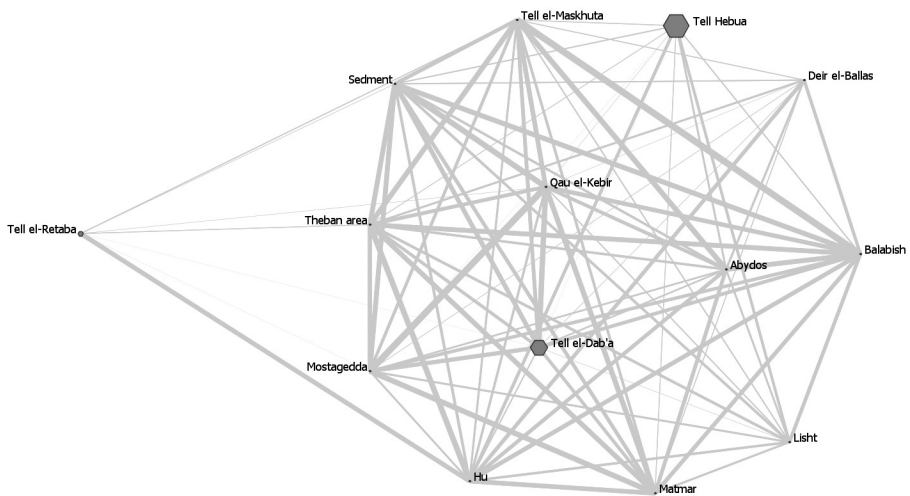 Tell el-Maskhuta
Tell Hebua
Sedment
Deir el-Ballas
Qau el-Kebir
Theban area
Tell el-Retaba
Balabish
Abydos
Tell el-Dab'a
Mostagedda
Lisht
Hu
Matmar